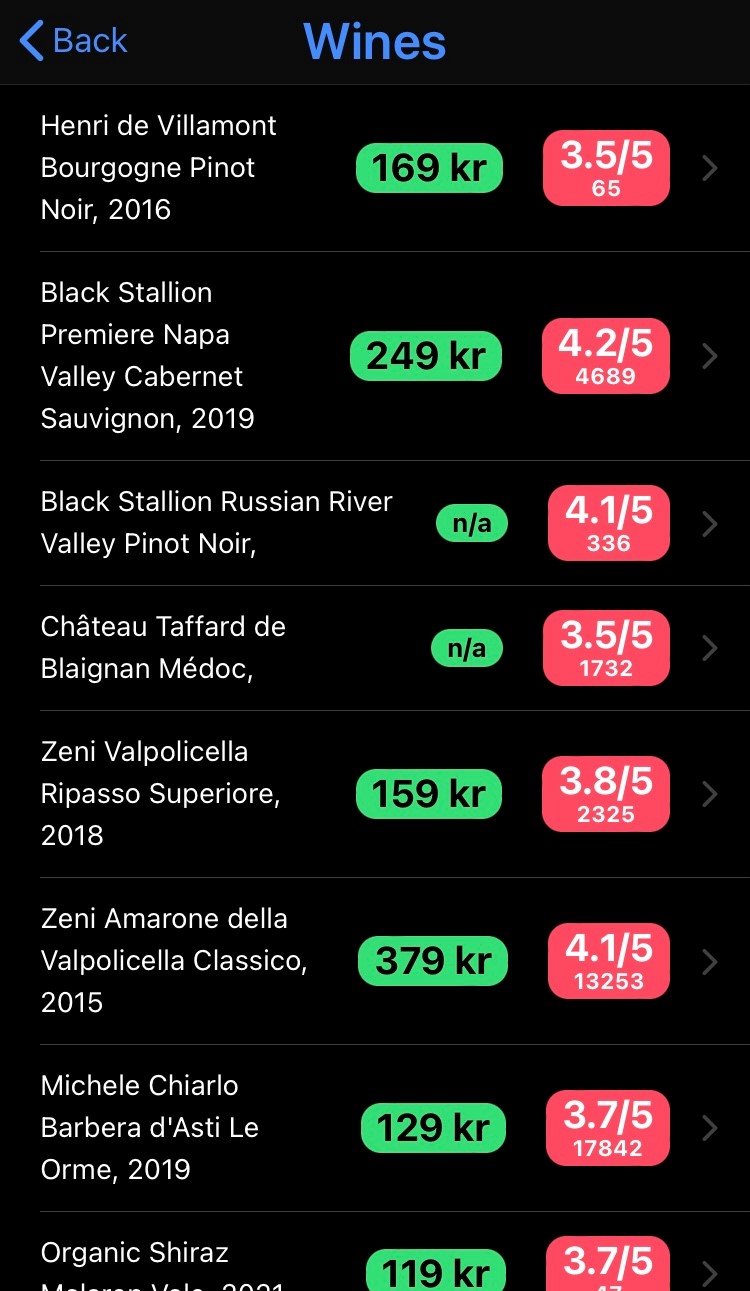 Back
Wines
Henri de Villamont
Bourgogne Pinot
Noir, 2016
169 kr
3.5/5
65
Black Stallion
Premiere Napa
Valley Cabernet
Sauvignon, 2019
249 kr
4.2/5
4689
Black Stallion Russian River
Valley Pinot Noir,
n/a
4.1/5
336
Château Taffard de
Blaignan Médoc,
n/a
3.5/5
1732
Zeni Valpolicella
Ripasso Superiore,
2018
159 kr
3.8/5
2325
Zeni Amarone della
Valpolicella Classico,
2015
379 kr
4.1/5
13253
Michele Chiarlo
Barbera d'Asti Le
Orme, 2019
129 kr
3.7/5
17842
Organic Shiraz
119 kr
3.7/5